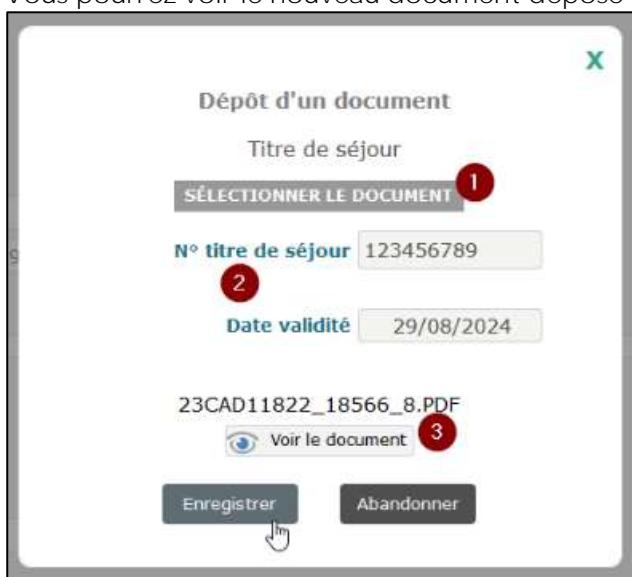 Vous pourrez voir le nouveau document déposé
X
Dépôt d'un document
Titre de séjour
SÉLECTIONNER LE DOCUMENT 1
N° titre de séjour 123456789
2
Date validité 29/08/2024
23CAD11822_18566_8.PDF
Voir le document 3
Enregistrer Abandonner